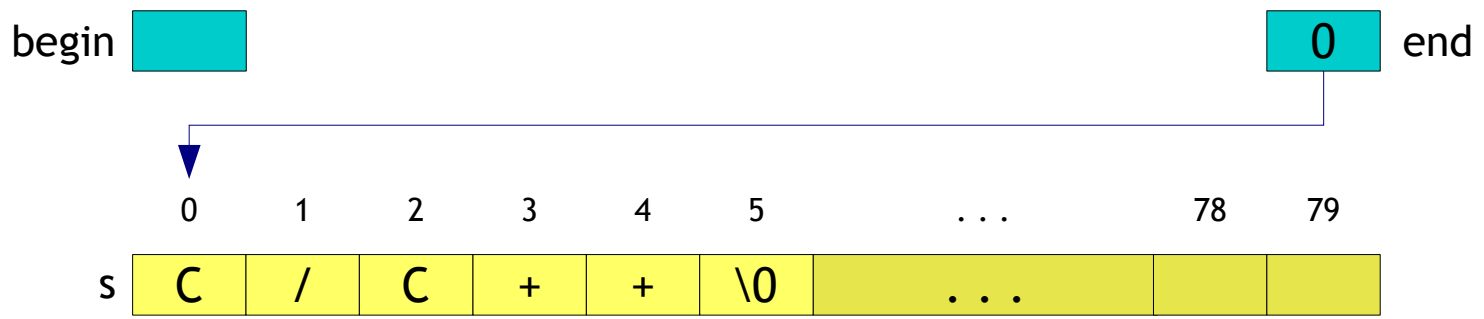 begin 0 end
0 1 2 3 4 5 . . . 78 79
s C / C + + \0 . . .